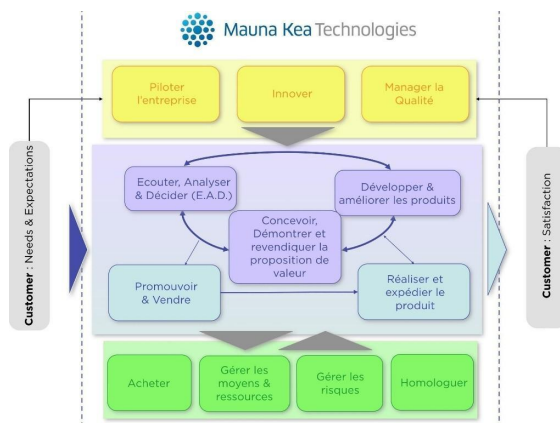 Mauna Kea Technologies
Piloter
l'entreprise
Innover
Manager la
Qualité
Customer : Needs & Expectations
Ecouter, Analyser
& Décider (E.A.D.)
Développer &
améliorer les produits
Concevoir,
Démontrer et
revendiquer la
proposition de
valeur
Promouvoir
& Vendre
Réaliser et
expédier le
produit
Customer : Satisfaction
Acheter
Gérer les
moyens &
ressources
Gérer les
risques
Homologuer